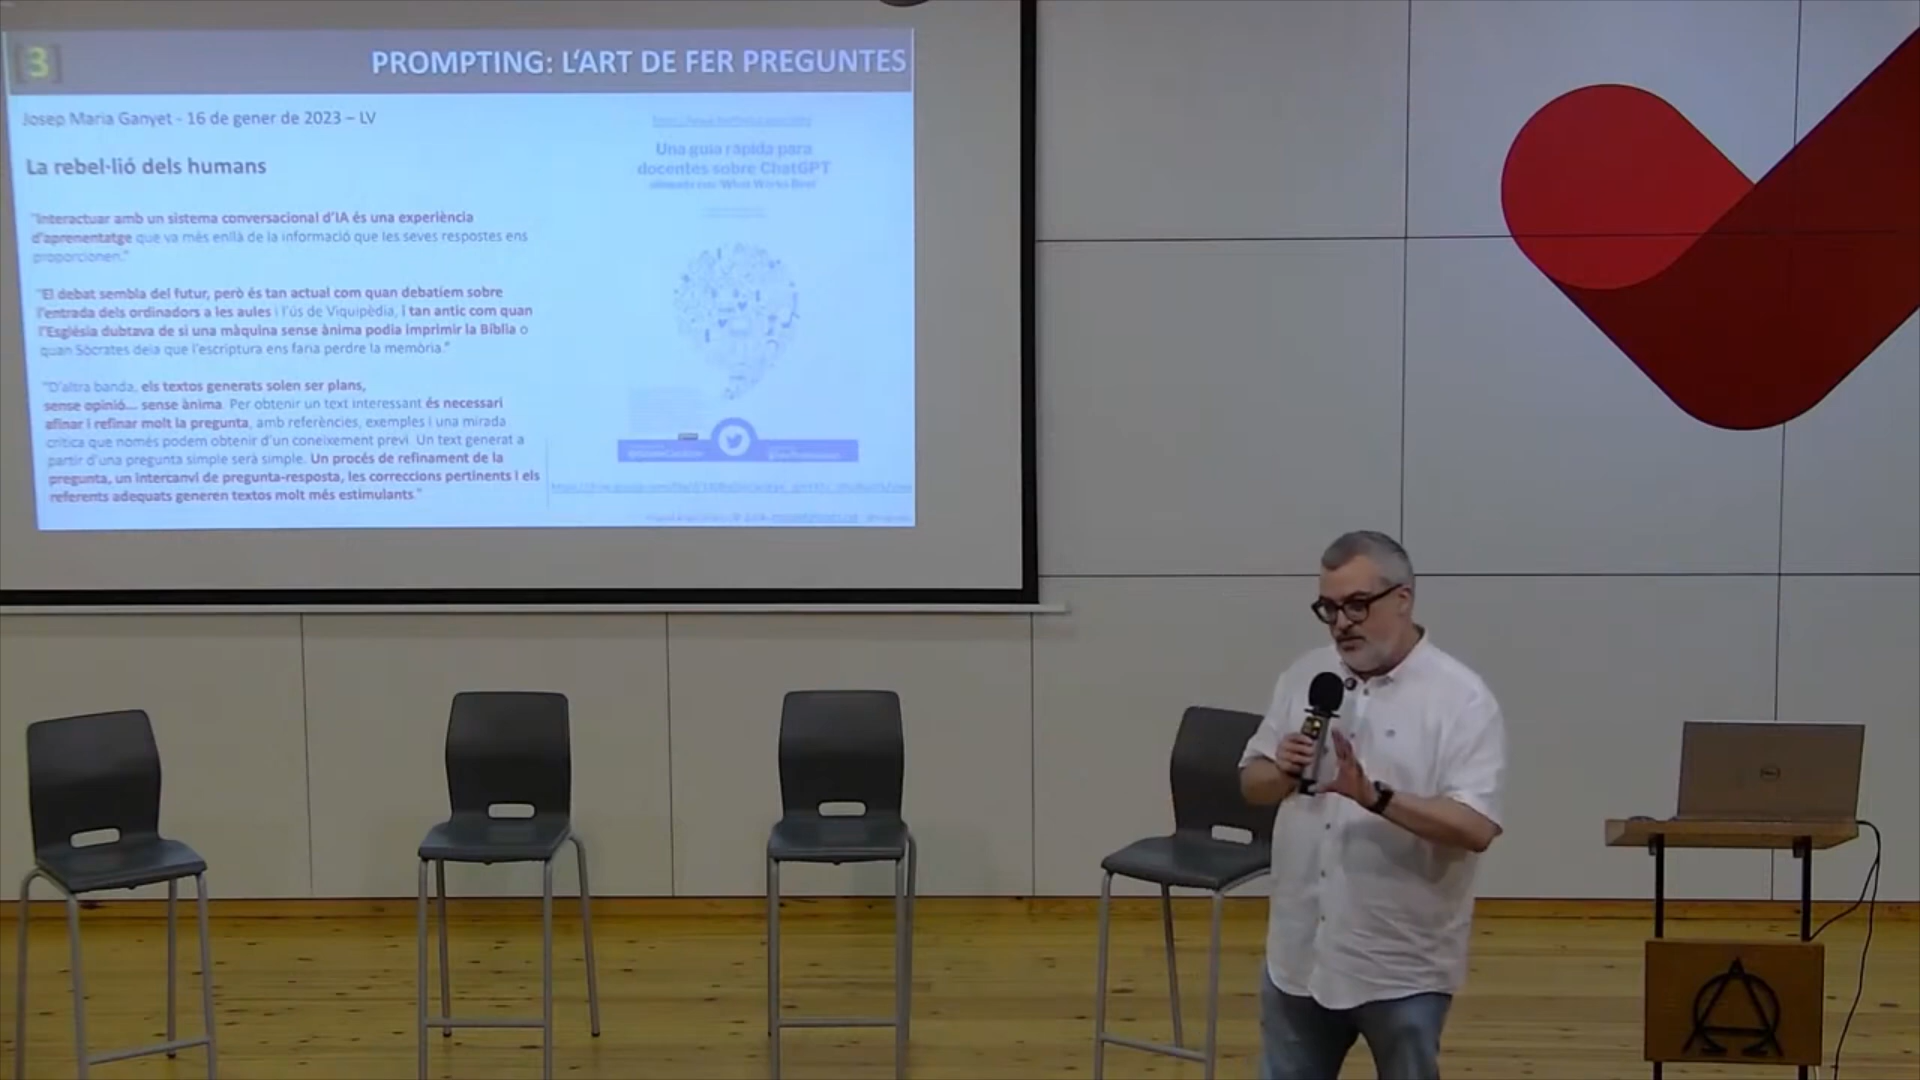 [3]
PROMPTING: L'ART DE FER PREGUNTES
Josep Maria Ganyet - 16 de gener de 2023 – LV
La rebel·lió dels humans
"Interactuar amb un sistema conversacional d'IA és una experiència
d'aprenentatge que va més enllà de la informació que les seves respostes ens
proporcionen."
"El debat sembla del futur, però és tan actual com quan debatíem sobre
l'entrada dels ordinadors a les aules i l'ús de Viquipèdia, i tan antic com quan
l'Església dubtava de si una màquina sense ànima podia imprimir la Bíblia o
quan Sòcrates deia que l'escriptura ens faria perdre la memòria."
"D'altra banda, els textos generats solen ser plans,
sense opinió... sense ànima. Per obtenir un text interessant és necessari
afinar i refinar molt la pregunta, amb referències, exemples i una mirada
crítica que només podem obtenir d'un coneixement previ. Un text generat a
partir d'una pregunta simple serà simple. Un procés de refinament de la
pregunta, un intercanvi de pregunta-resposta, les correccions pertinents i els
referents adequats generen textos molt més estimulants."
Una guía rápida para
docentes sobre ChatGPT
DELL